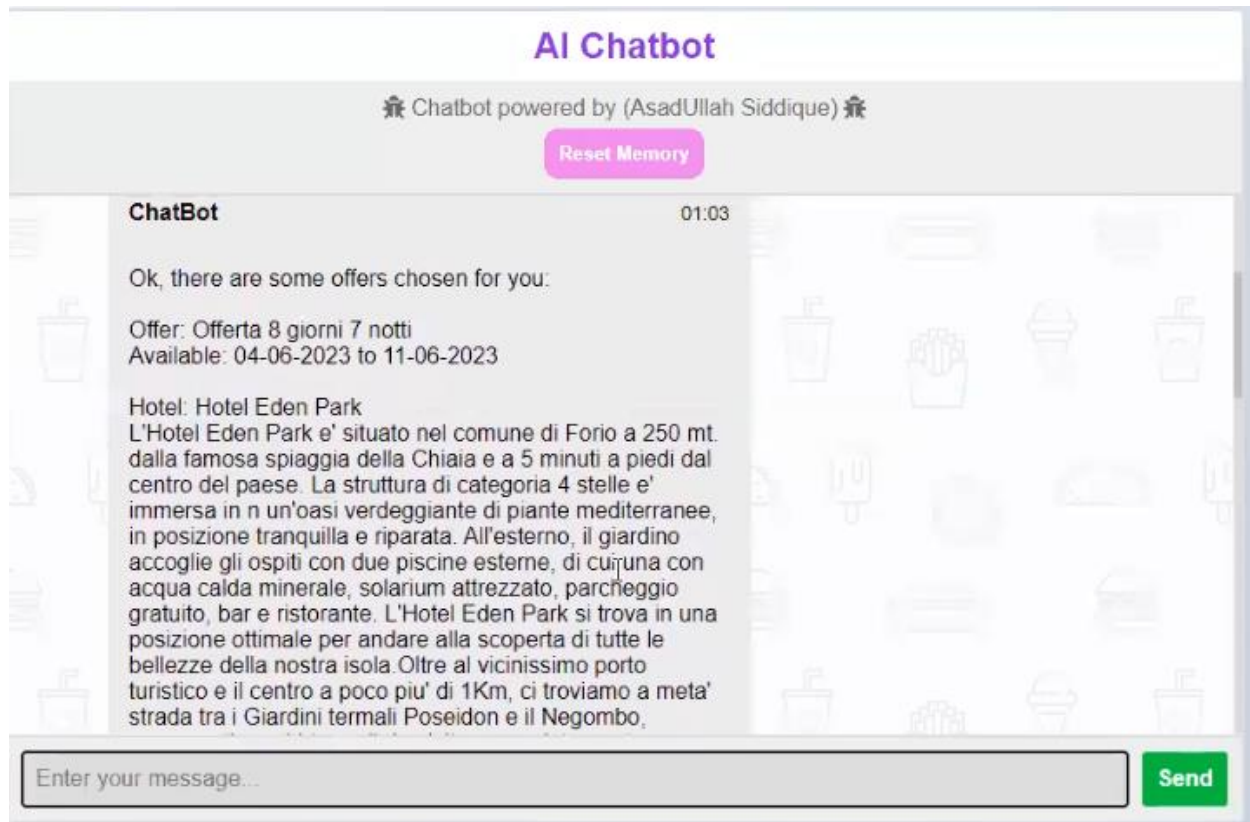 AI Chatbot
Chatbot powered by (AsadUllah Siddique)
Reset Memory
ChatBot 01:03
Ok, there are some offers chosen for you:
Offer: Offerta 8 giorni 7 notti
Available: 04-06-2023 to 11-06-2023
Hotel: Hotel Eden Park
L'Hotel Eden Park e' situato nel comune di Forio a 250 mt.
dalla famosa spiaggia della Chiaia e a 5 minuti a piedi dal
centro del paese. La struttura di categoria 4 stelle e'
immersa in n un'oasi verdeggiante di piante mediterranee,
in posizione tranquilla e riparata. All'esterno, il giardino
accoglie gli ospiti con due piscine esterne, di cui una con
acqua calda minerale, solarium attrezzato, parcheggio
gratuito, bar e ristorante. L'Hotel Eden Park si trova in una
posizione ottimale per andare alla scoperta di tutte le
bellezze della nostra isola.Oltre al vicinissimo porto
turistico e il centro a poco piu' di 1Km, ci troviamo a meta'
strada tra i Giardini termali Poseidon e il Negombo,
Enter your message...
Send